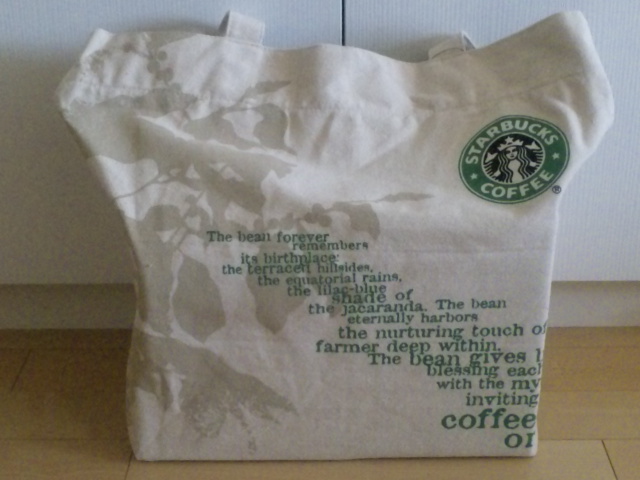 STARBUCKS
COFFEE
®
The bean forever
remembers
its birthplace:
the terraced hillsides,
the equatorial rains,
the lilac-blue
shade of
the jacaranda. The bean
eternally harbors
the nurturing touch of
farmer deep within.
The bean gives
blessing each
with the my
inviting
coffee